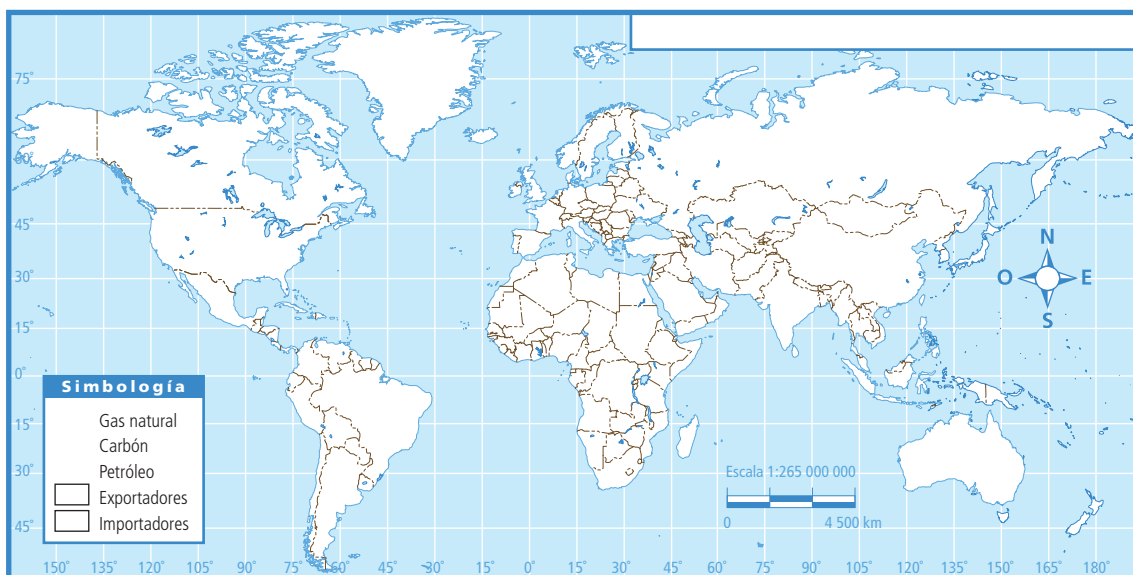 75°
60°
45°
30°
15°
0°
15°
30°
45°
N
O E
S
Simbología
Gas natural
Carbón
Petróleo
Exportadores
Importadores
Escala 1:265 000 000
0 4 500 km
150° 135° 120° 105° 90° 75° 60° 45° 30° 15° 0° 15° 30° 45° 60° 75° 90° 105° 120° 135° 150° 165° 180°